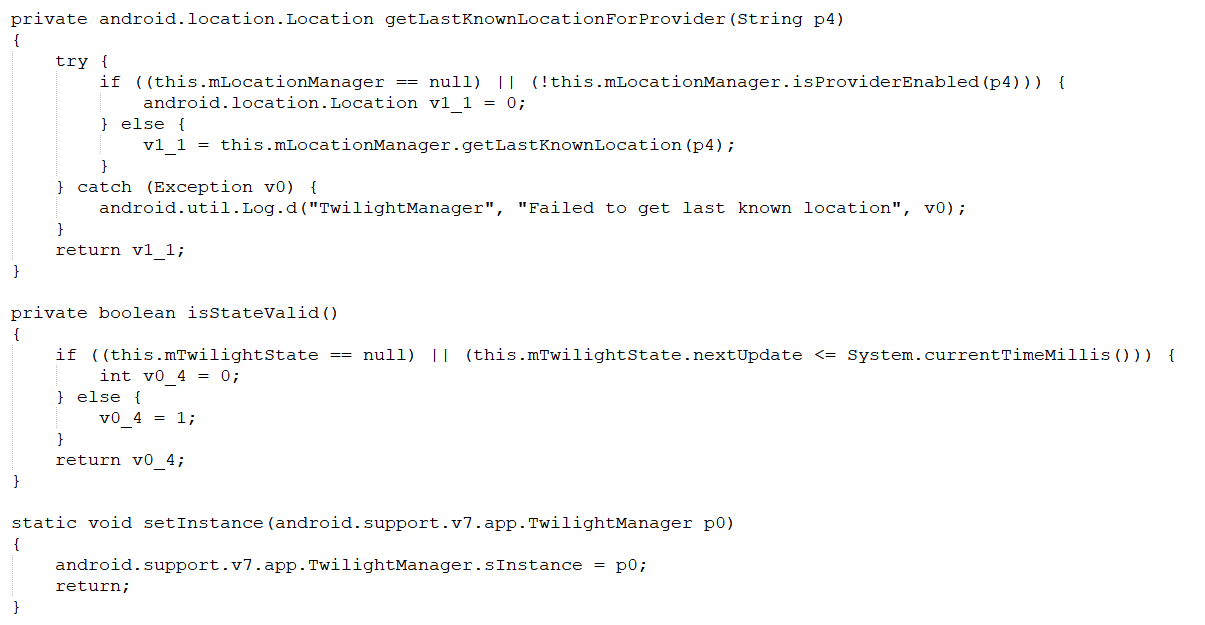 private android.location.Location getLastKnownLocationForProvider(String p4)
{
    try {
        if ((this.mLocationManager == null) || (!this.mLocationManager.isProviderEnabled(p4))) {
            android.location.Location v1_1 = 0;
        } else {
            v1_1 = this.mLocationManager.getLastKnownLocation(p4);
        }
    } catch (Exception v0) {
        android.util.Log.d("TwilightManager", "Failed to get last known location", v0);
    }
    return v1_1;
}

private boolean isStateValid()
{
    if ((this.mTwilightState == null) || (this.mTwilightState.nextUpdate <= System.currentTimeMillis())) {
        int v0_4 = 0;
    } else {
        v0_4 = 1;
    }
    return v0_4;
}

static void setInstance(android.support.v7.app.TwilightManager p0)
{
    android.support.v7.app.TwilightManager.sInstance = p0;
    return;
}